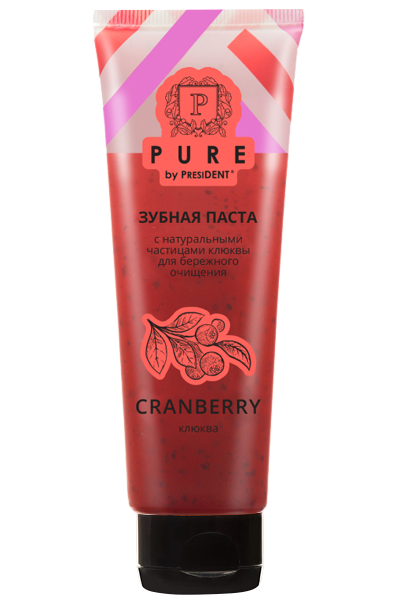 P
PURE
by PRESIDENT®
ЗУБНАЯ ПАСТА
с натуральными
частицами клюквы
для бережного
очищения
CRANBERRY
клюква